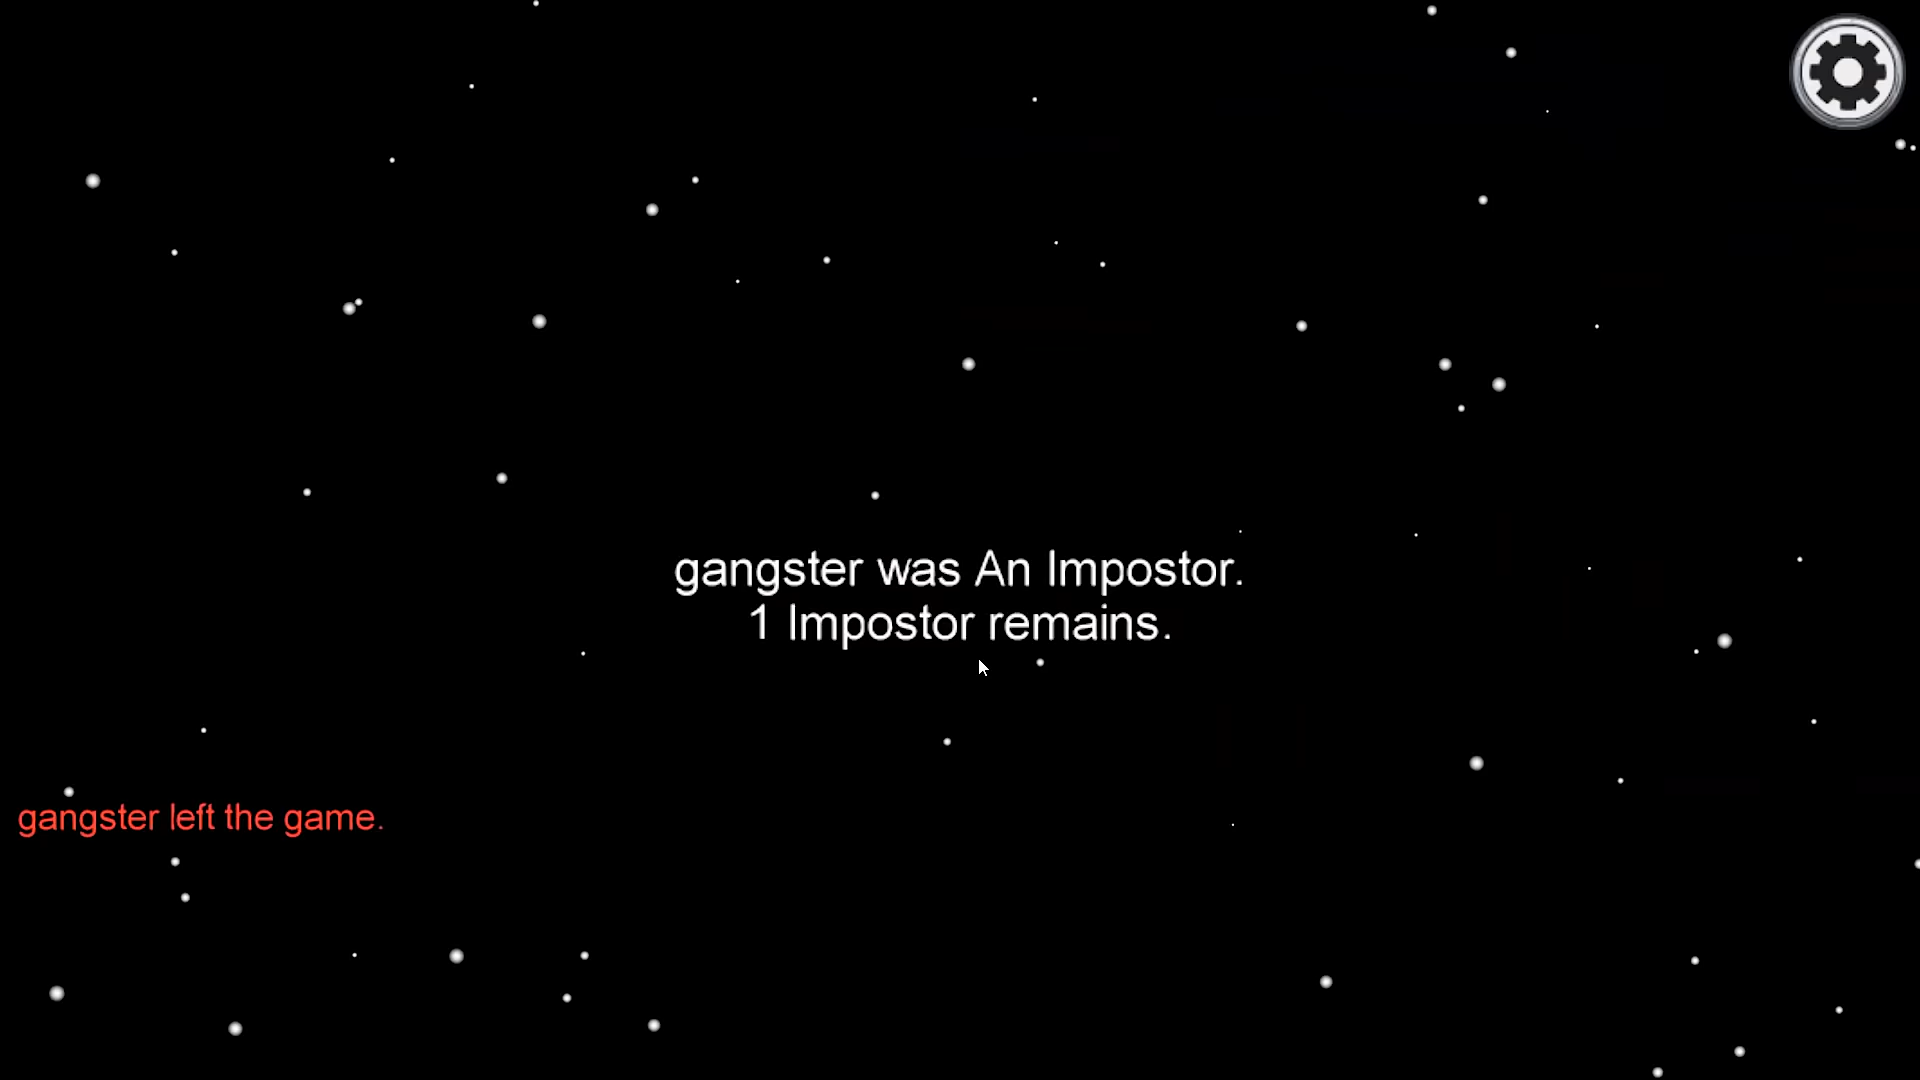 gangster was An Impostor.
1 Impostor remains.
gangster left the game.